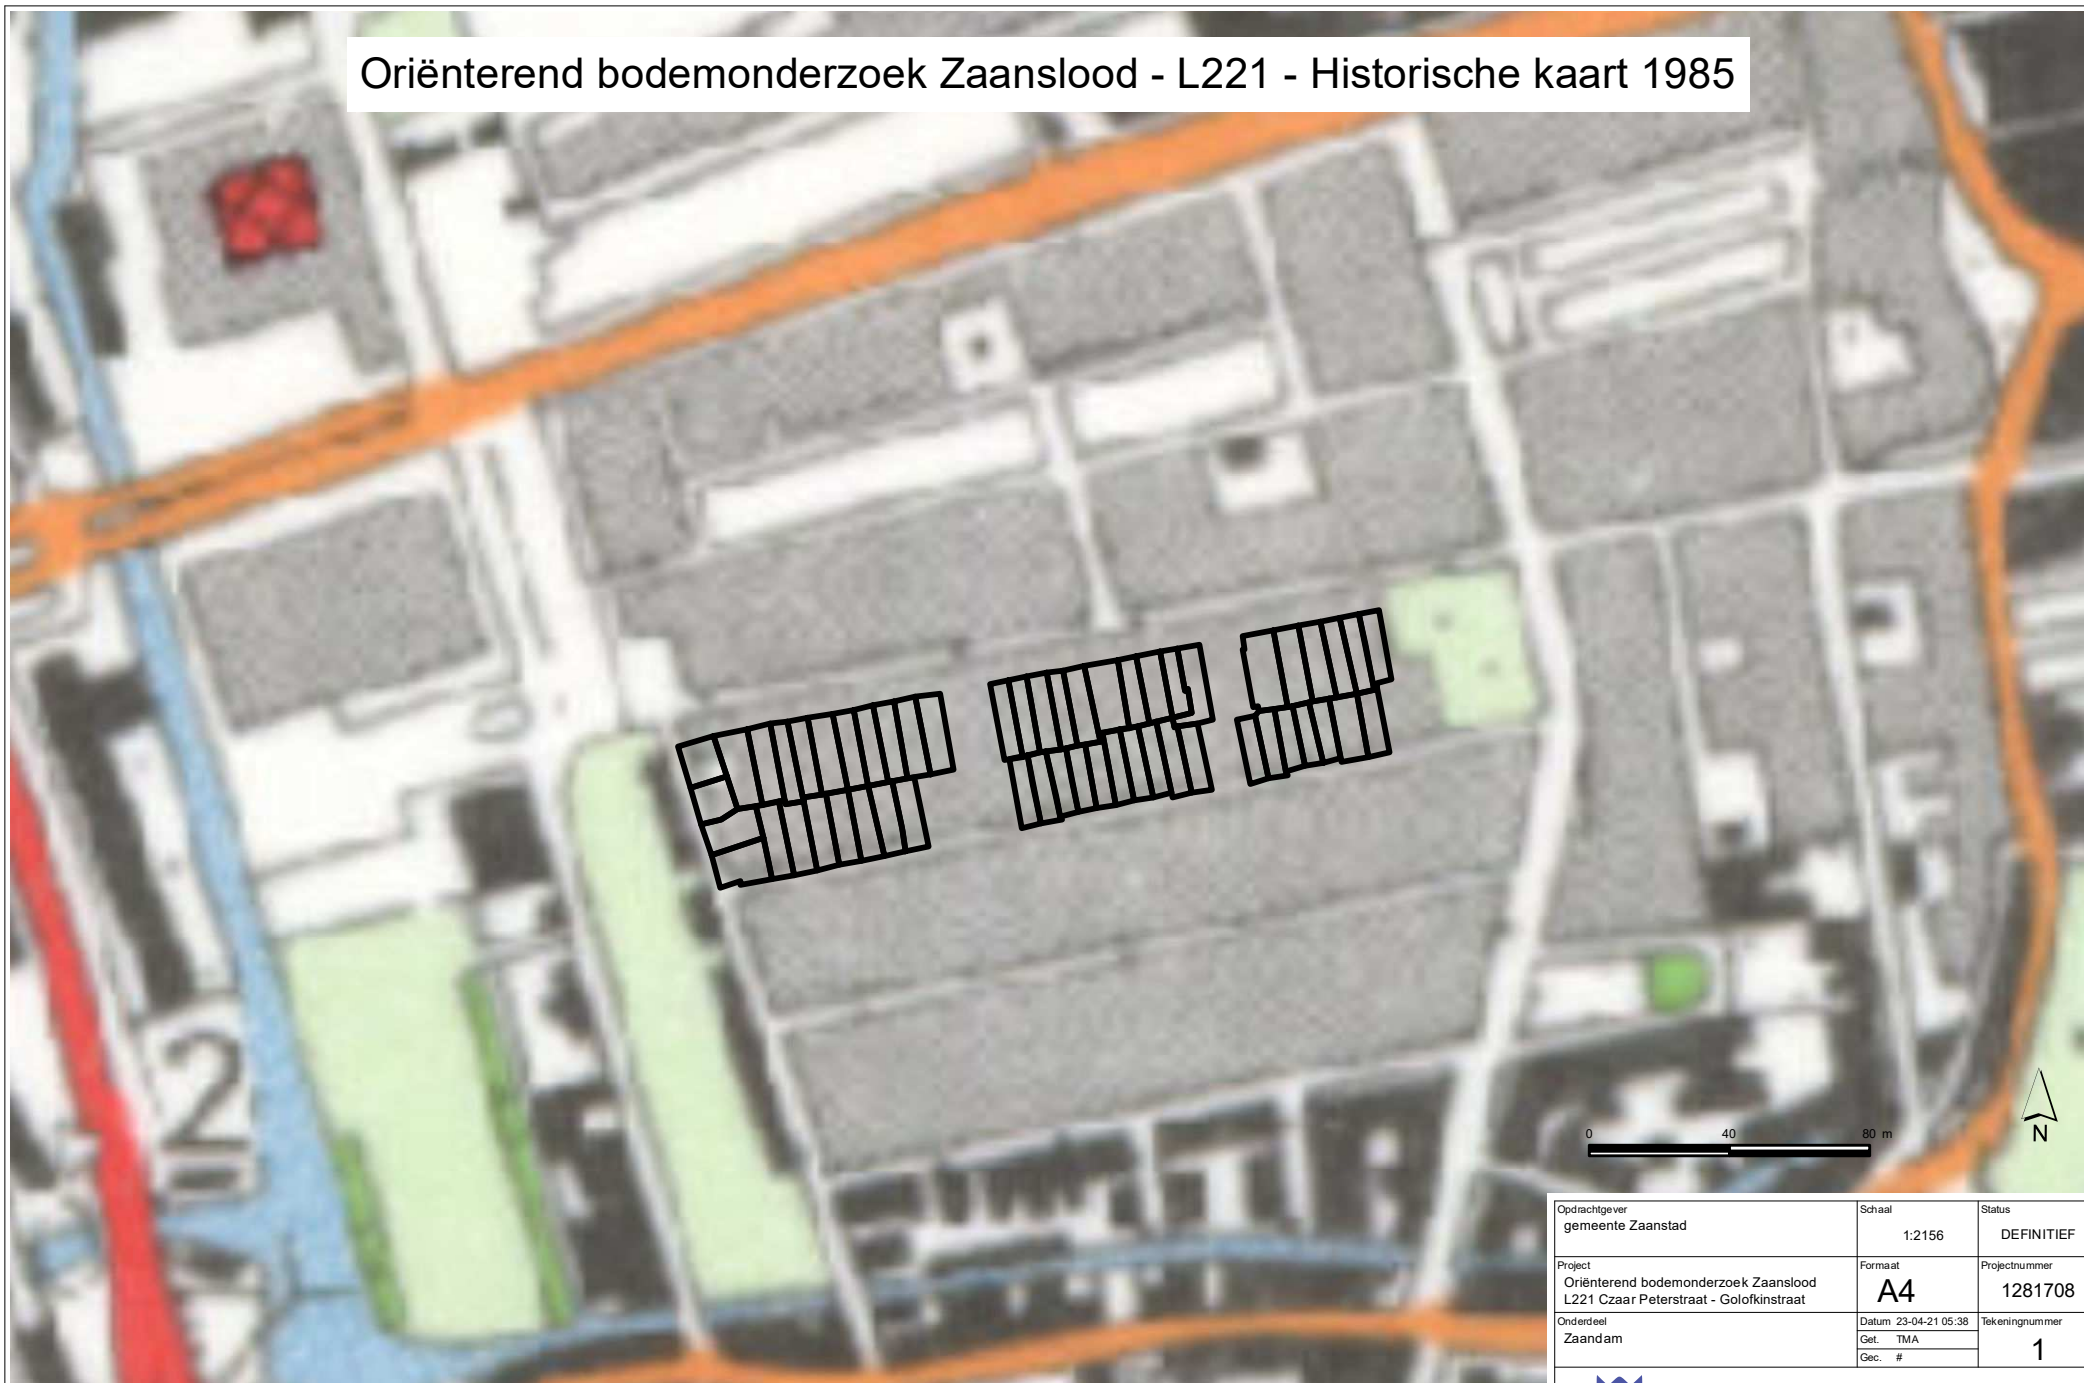 Oriënterend bodemonderzoek Zaanslood - L221 - Historische kaart 1985
2
0 40 80 m
N
Opdrachtgever
gemeente Zaanstad
Schaal
1:2156
Status
DEFINITIEF
Project
Oriënterend bodemonderzoek Zaanslood
L221 Czaar Peterstraat - Golofkinstraat
Formaat
A4
Projectnummer
1281708
Onderdeel
Zaandam
Datum 23-04-21 05:38
Get. TMA
Gec. #
Tekeningnummer
1